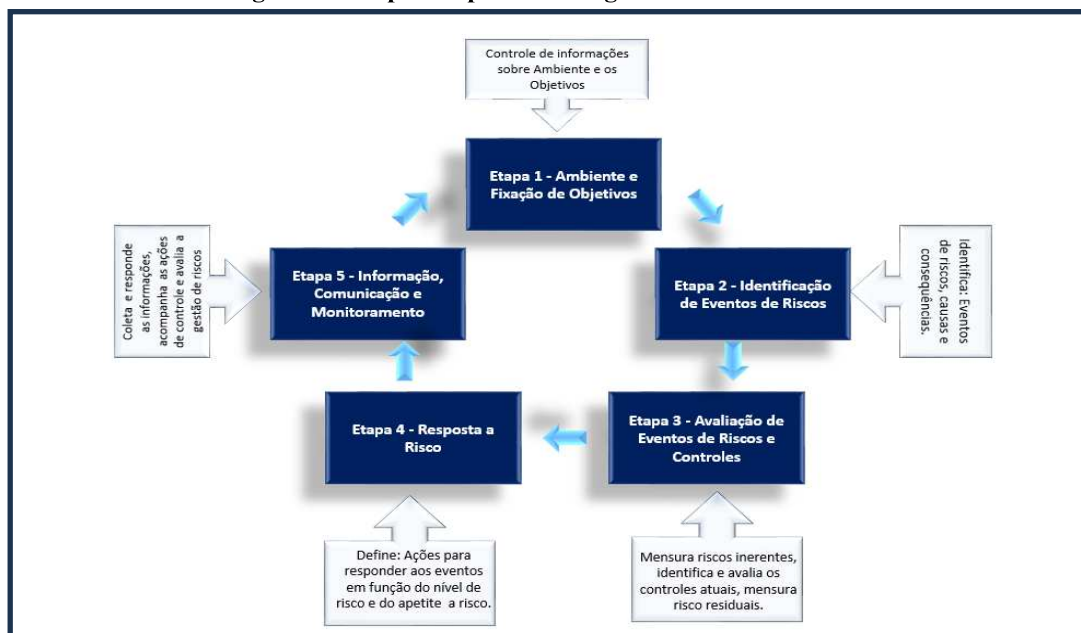 Controle de informações
sobre Ambiente e os
Objetivos
Etapa 1 - Ambiente e
Fixação de Objetivos
Etapa 2 - Identificação
de Eventos de Riscos
Identifica: Eventos
de riscos, causas e
consequências.
Etapa 3 - Avaliação de
Eventos de Riscos e
Controles
Mensura riscos inerentes,
identifica e avalia os
controles atuais, mensura
risco residuais.
Etapa 4 - Resposta a
Risco
Define: Ações para
responder aos eventos
em função do nível de
risco e do apetite a risco.
Etapa 5 - Informação,
Comunicação e
Monitoramento
Coleta e responde
as informações,
acompanha as ações
de controle e avalia a
gestão de riscos